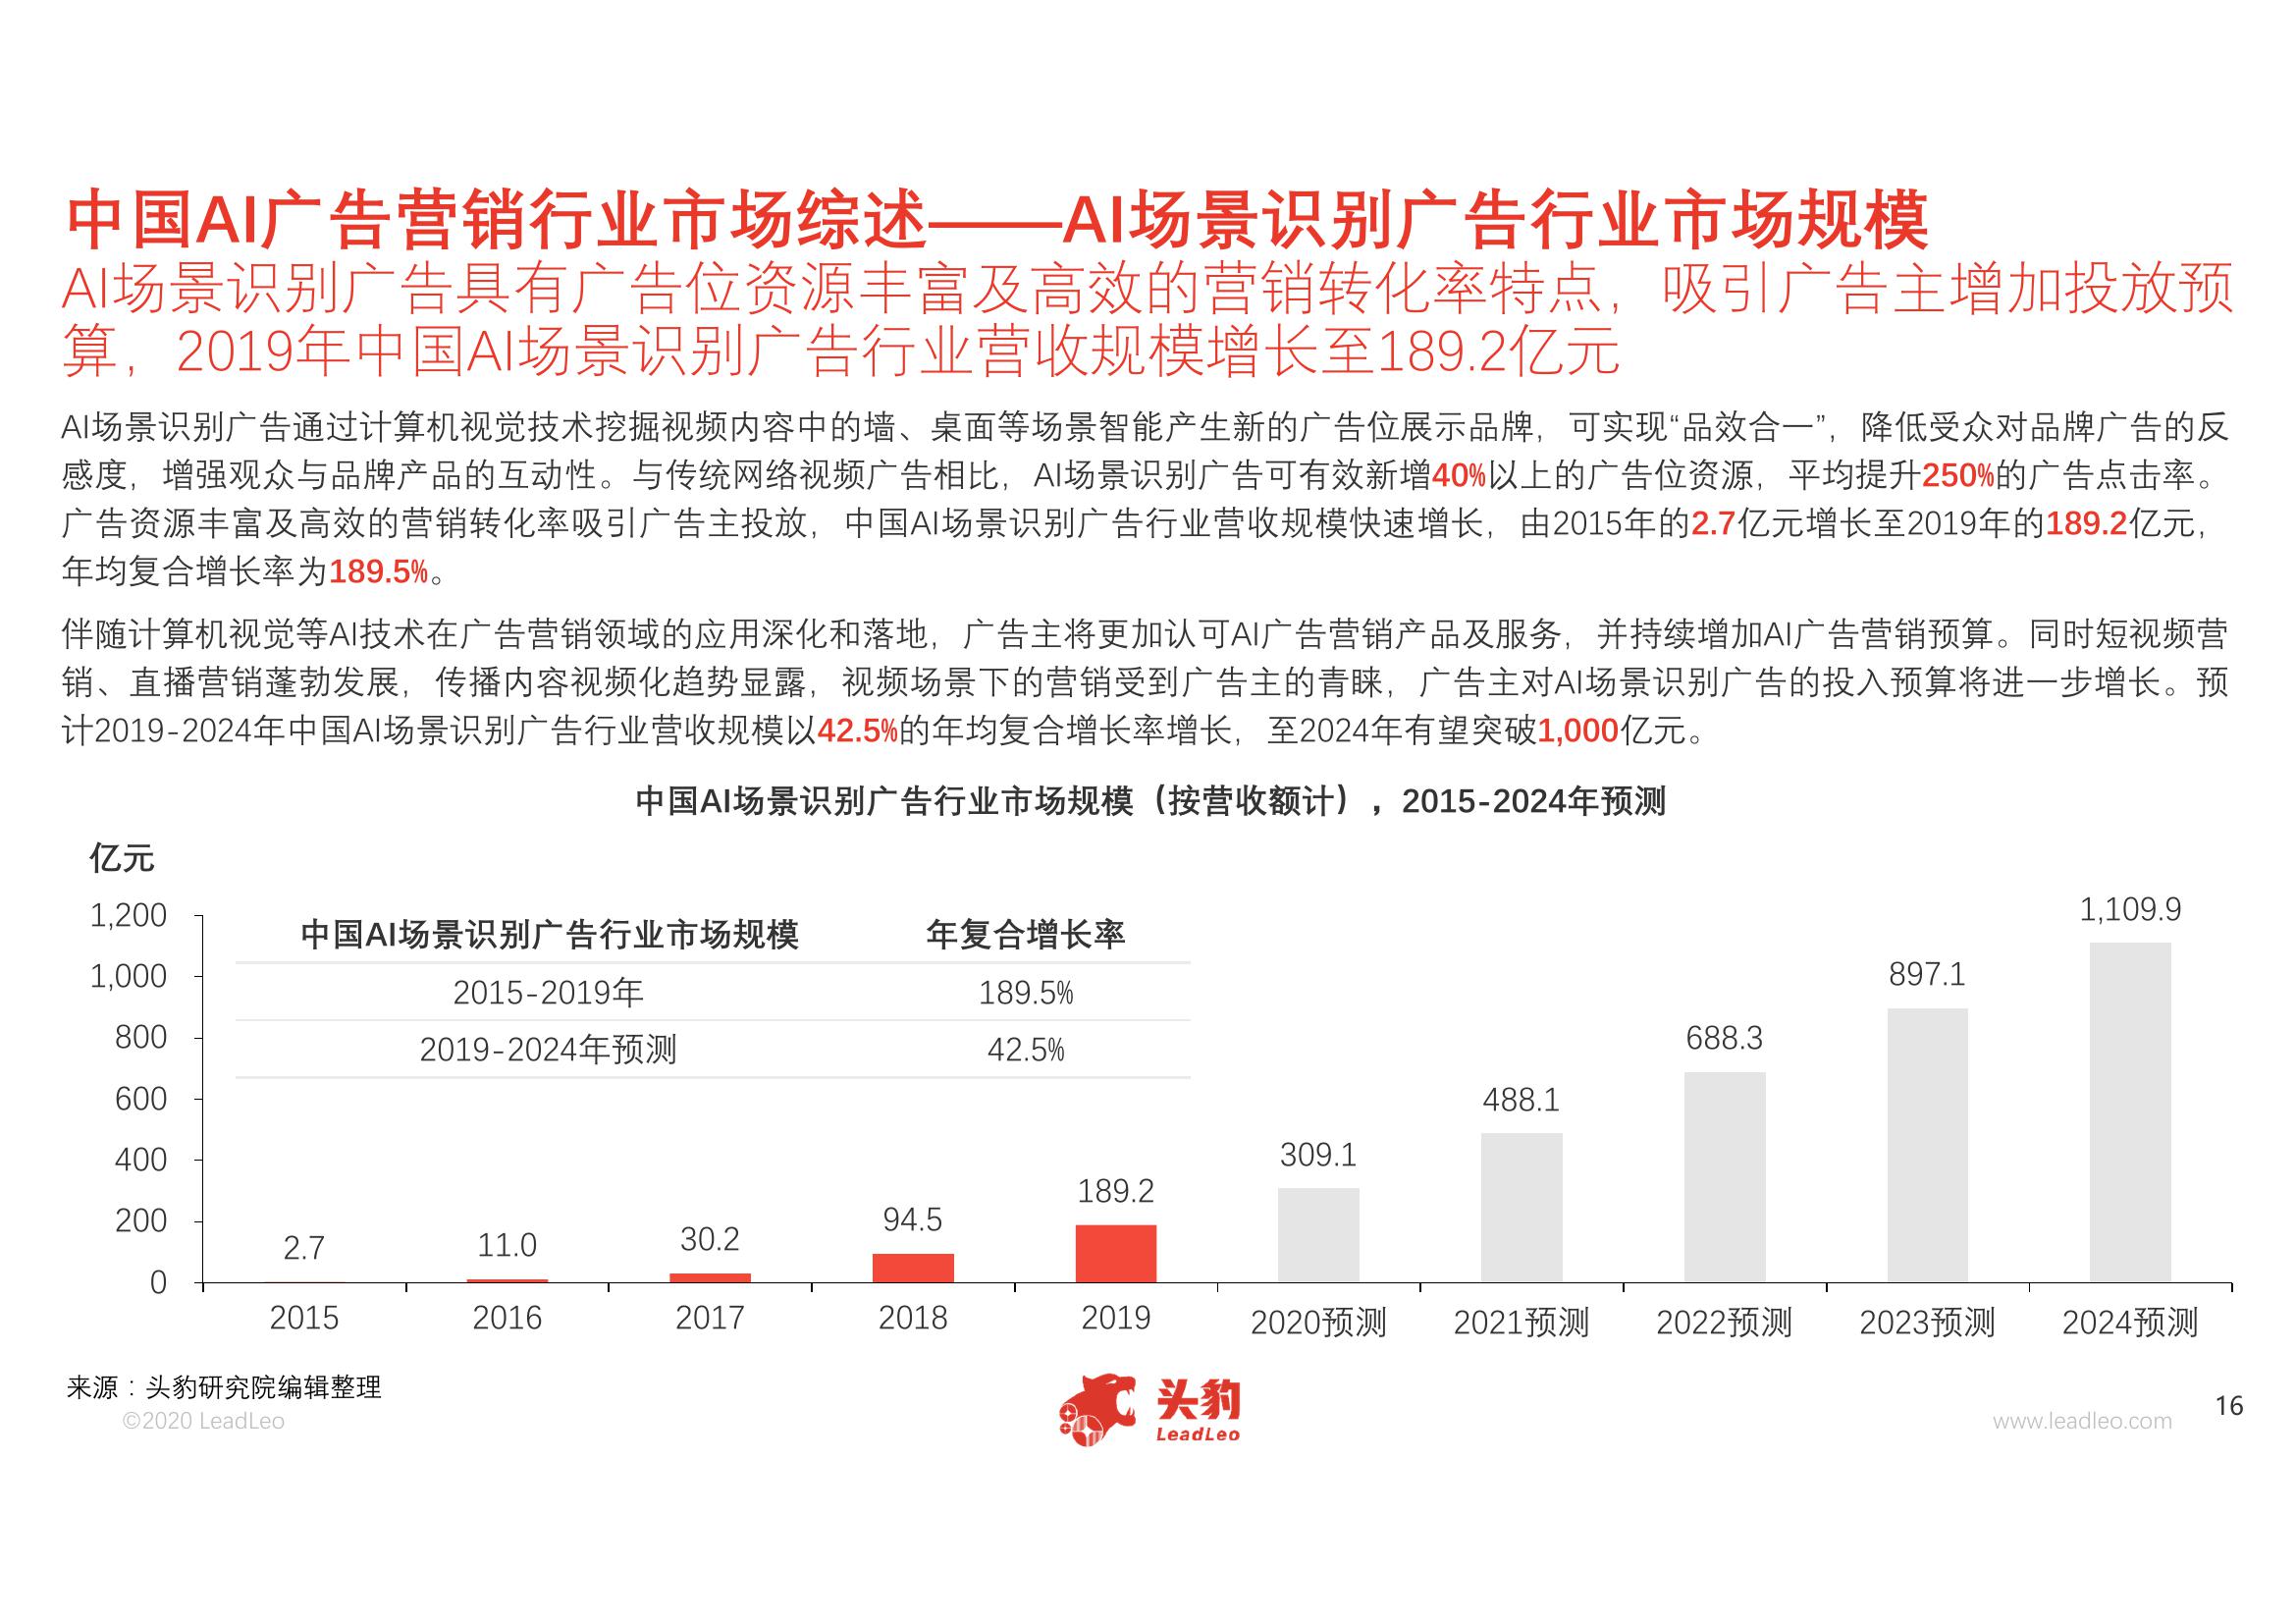 中国AI广告营销行业市场综述——AI场景识别广告行业市场规模
AI场景识别广告具有广告位资源丰富及高效的营销转化率特点，吸引广告主增加投放预
算，2019年中国AI场景识别广告行业营收规模增长至189.2亿元
AI场景识别广告通过计算机视觉技术挖掘视频内容中的墙、桌面等场景智能产生新的广告位展示品牌，可实现“品效合一”，降低受众对品牌广告的反
感度，增强观众与品牌产品的互动性。与传统网络视频广告相比，AI场景识别广告可有效新增40%以上的广告位资源，平均提升250%的广告点击率。
广告资源丰富及高效的营销转化率吸引广告主投放，中国AI场景识别广告行业营收规模快速增长，由2015年的2.7亿元增长至2019年的189.2亿元，
年均复合增长率为189.5%。
伴随计算机视觉等AI技术在广告营销领域的应用深化和落地，广告主将更加认可AI广告营销产品及服务，并持续增加AI广告营销预算。同时短视频营
销、直播营销蓬勃发展，传播内容视频化趋势显露，视频场景下的营销受到广告主的青睐，广告主对AI场景识别广告的投入预算将进一步增长。预
计2019-2024年中国AI场景识别广告行业营收规模以42.5%的年均复合增长率增长，至2024年有望突破1,000亿元。
中国AI场景识别广告行业市场规模（按营收额计），2015-2024年预测
亿元
1,200
1,000
800
600
400
200
0
中国AI场景识别广告行业市场规模 年复合增长率
2015-2019年 189.5%
2019-2024年预测 42.5%
2.7 11.0 30.2 94.5 189.2 309.1 488.1 688.3 897.1 1,109.9
2015 2016 2017 2018 2019 2020预测 2021预测 2022预测 2023预测 2024预测
来源：头豹研究院编辑整理
©2020 LeadLeo
头豹
LeadLeo
www.leadleo.com
16